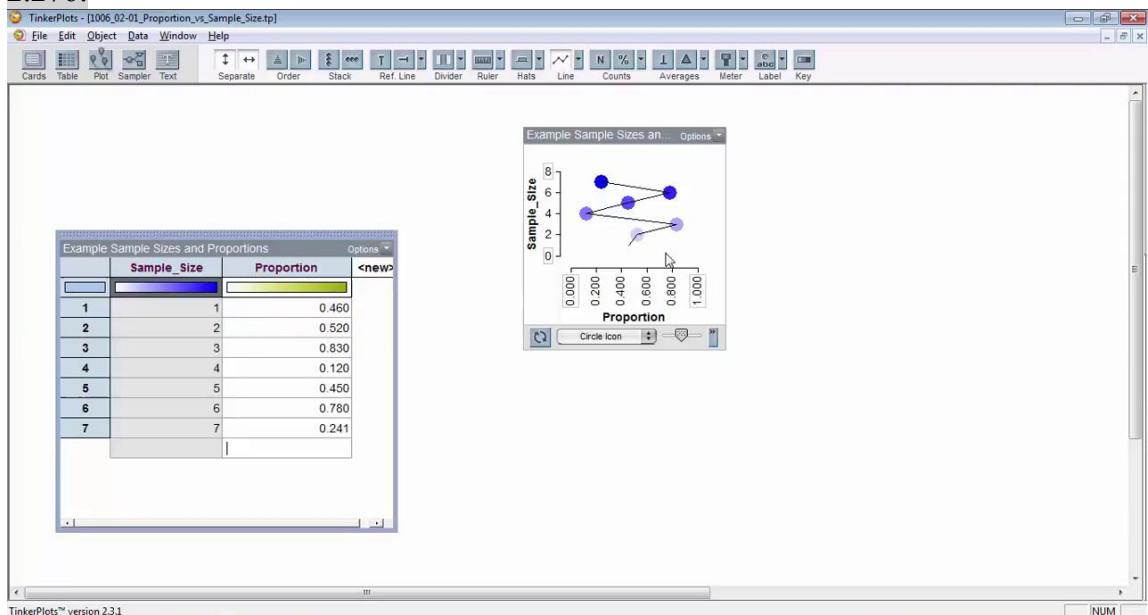 TinkerPlots - [1006_02-01_Proportion_vs_Sample_Size.tp]
File Edit Object Data Window Help
Cards Table Plot Sampler Text Separate Order Stack Ref. Line Divider Ruler Hats Line Counts Averages Meter Label Key
N %
abc
Example Sample Sizes an... Options
Sample_Size
8
6
4
2
0
0.000 0.200 0.400 0.600 0.800 1.000
Proportion
Circle Icon
Example Sample Sizes and Proportions Options
Sample_Size Proportion <new>
1 1 0.460
2 2 0.520
3 3 0.830
4 4 0.120
5 5 0.450
6 6 0.780
7 7 0.241
TinkerPlots™ version 2.3.1 NUM